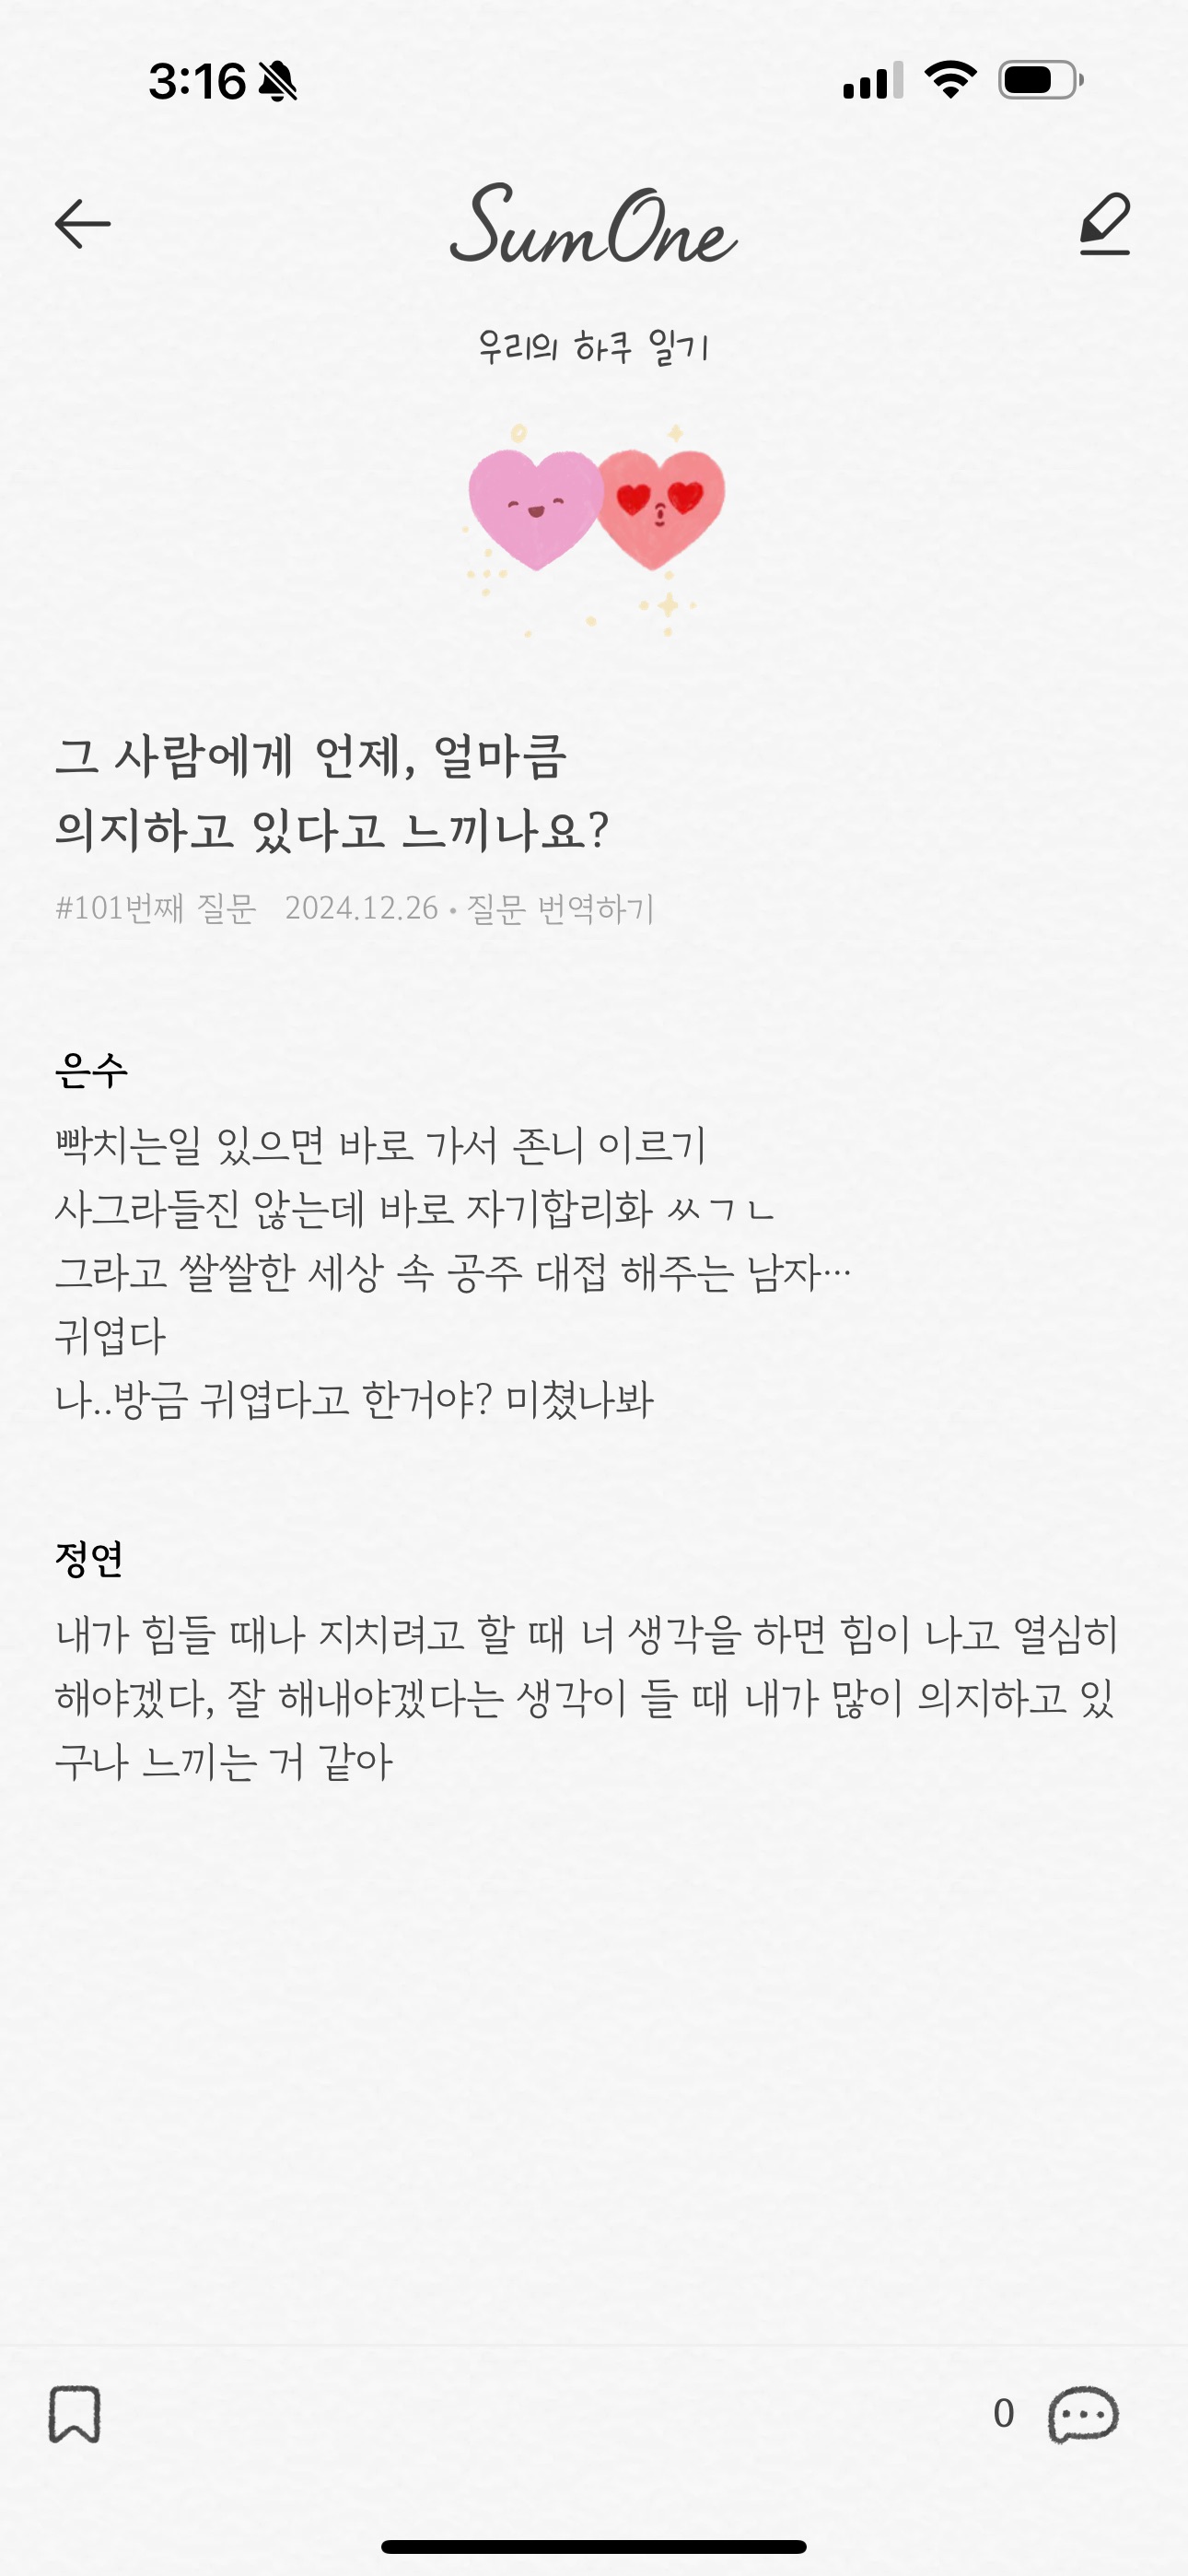 3:16
SumOne
우리의 하루 일기
그 사람에게 언제, 얼마큼
의지하고 있다고 느끼나요?
#101번째 질문 2024.12.26 • 질문 번역하기
은수
빡치는일 있으면 바로 가서 존니 이르기
사그라들진 않는데 바로 자기합리화 ㅆㄱㄴ
그라고 쌀쌀한 세상 속 공주 대접 해주는 남자…
귀엽다
나..방금 귀엽다고 한거야? 미쳤나봐
정연
내가 힘들 때나 지치려고 할 때 너 생각을 하면 힘이 나고 열심히
해야겠다, 잘 해내야겠다는 생각이 들 때 내가 많이 의지하고 있
구나 느끼는 거 같아
0